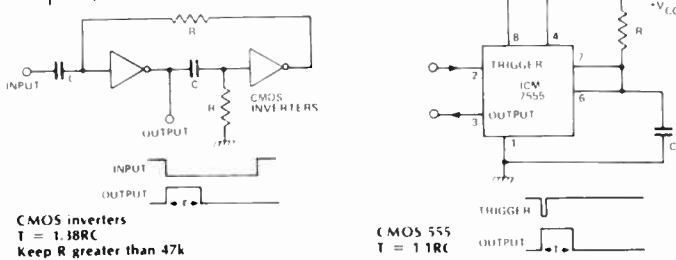 R
INPUT
C
C
R
CMOS
INVERTERS
OUTPUT
INPUT
OUTPUT
T
CMOS inverters
T = 1.38RC
Keep R greater than 47k
+VCC
R
8
4
7
2
TRIGGER
ICM
7555
6
3
OUTPUT
1
C
TRIGGER
OUTPUT
T
CMOS 555
T = 1 1RC